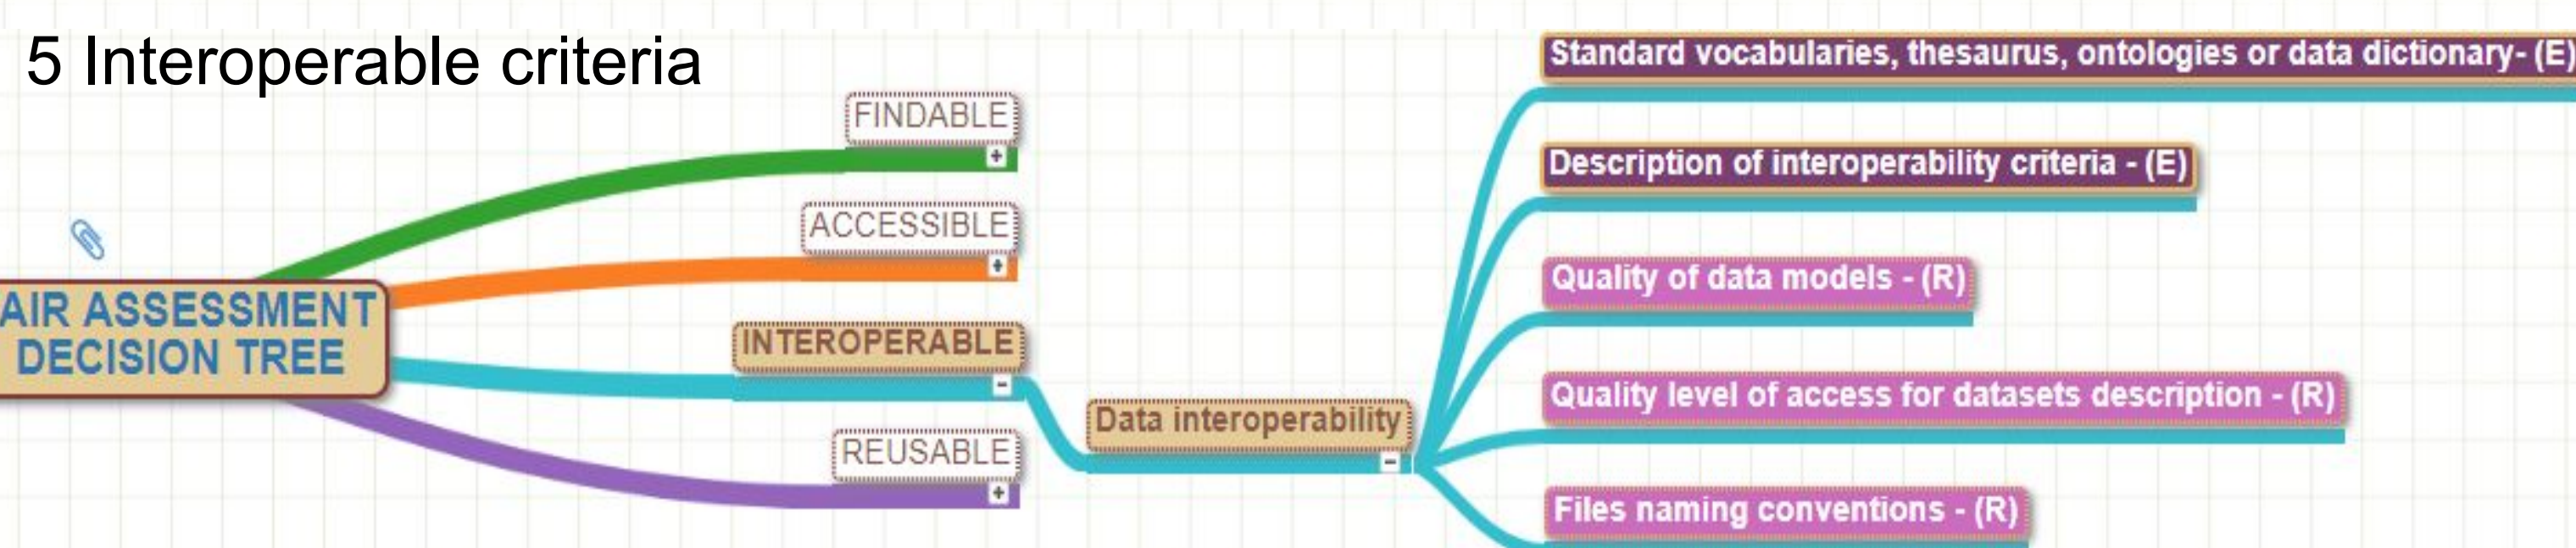 5 Interoperable criteria
FINDABLE
ACCESSIBLE
AIR ASSESSMENT
DECISION TREE
INTEROPERABLE
REUSABLE
Data interoperability
Standard vocabularies, thesaurus, ontologies or data dictionary- (E)
Description of interoperability criteria - (E)
Quality of data models - (R)
Quality level of access for datasets description - (R)
Files naming conventions - (R)